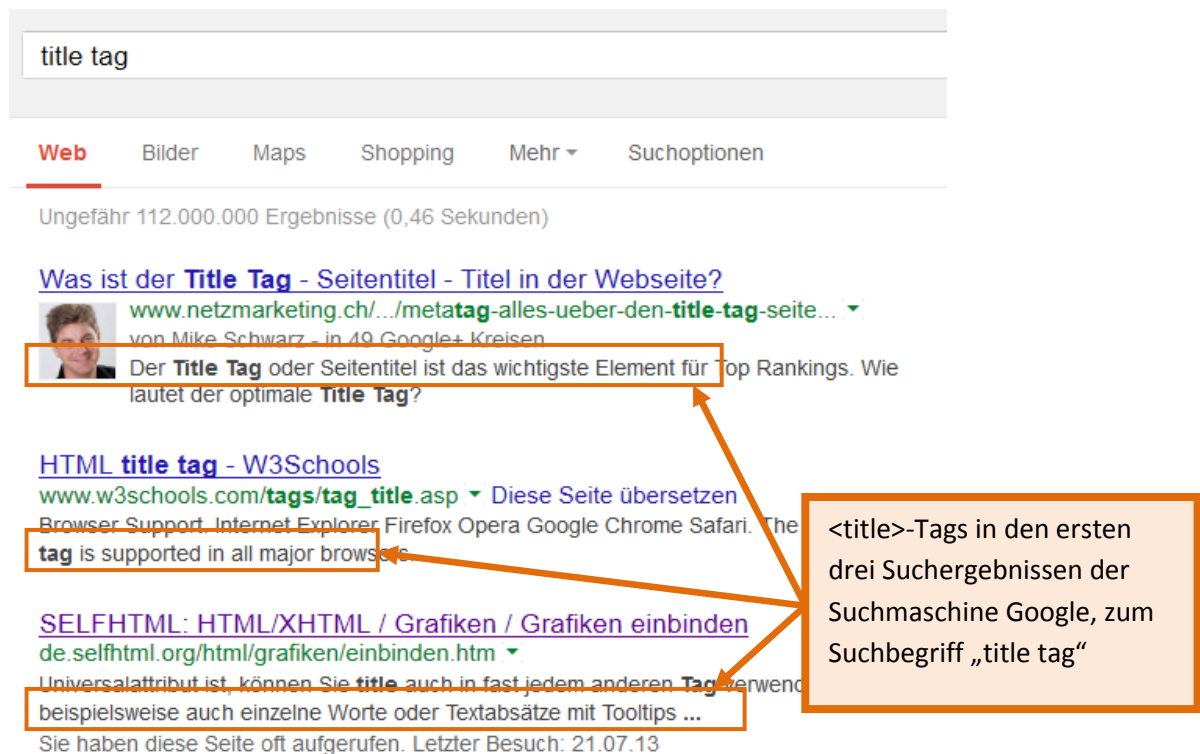 title tag
Web Bilder Maps Shopping Mehr Suchoptionen
Ungefähr 112.000.000 Ergebnisse (0,46 Sekunden)
Was ist der Title Tag - Seitentitel - Titel in der Webseite?
www.netzmarketing.ch/.../metatag-alles-ueber-den-title-tag-seite...
von Mike Schwarz - in 49 Google+ Kreisen
Der Title Tag oder Seitentitel ist das wichtigste Element für Top Rankings. Wie
lautet der optimale Title Tag?
HTML title tag - W3Schools
www.w3schools.com/tags/tag_title.asp Diese Seite übersetzen
Browser Support. Internet Explorer Firefox Opera Google Chrome Safari. The
tag is supported in all major browsers.
SELFHTML: HTML/XHTML / Grafiken / Grafiken einbinden
de.selfhtml.org/html/grafiken/einbinden.htm
Universalattribut ist, können Sie title auch in fast jedem anderen Tag verwend
beispielsweise auch einzelne Worte oder Textabsätze mit Tooltips ...
Sie haben diese Seite oft aufgerufen. Letzter Besuch: 21.07.13
<title>-Tags in den ersten
drei Suchergebnissen der
Suchmaschine Google, zum
Suchbegriff „title tag“